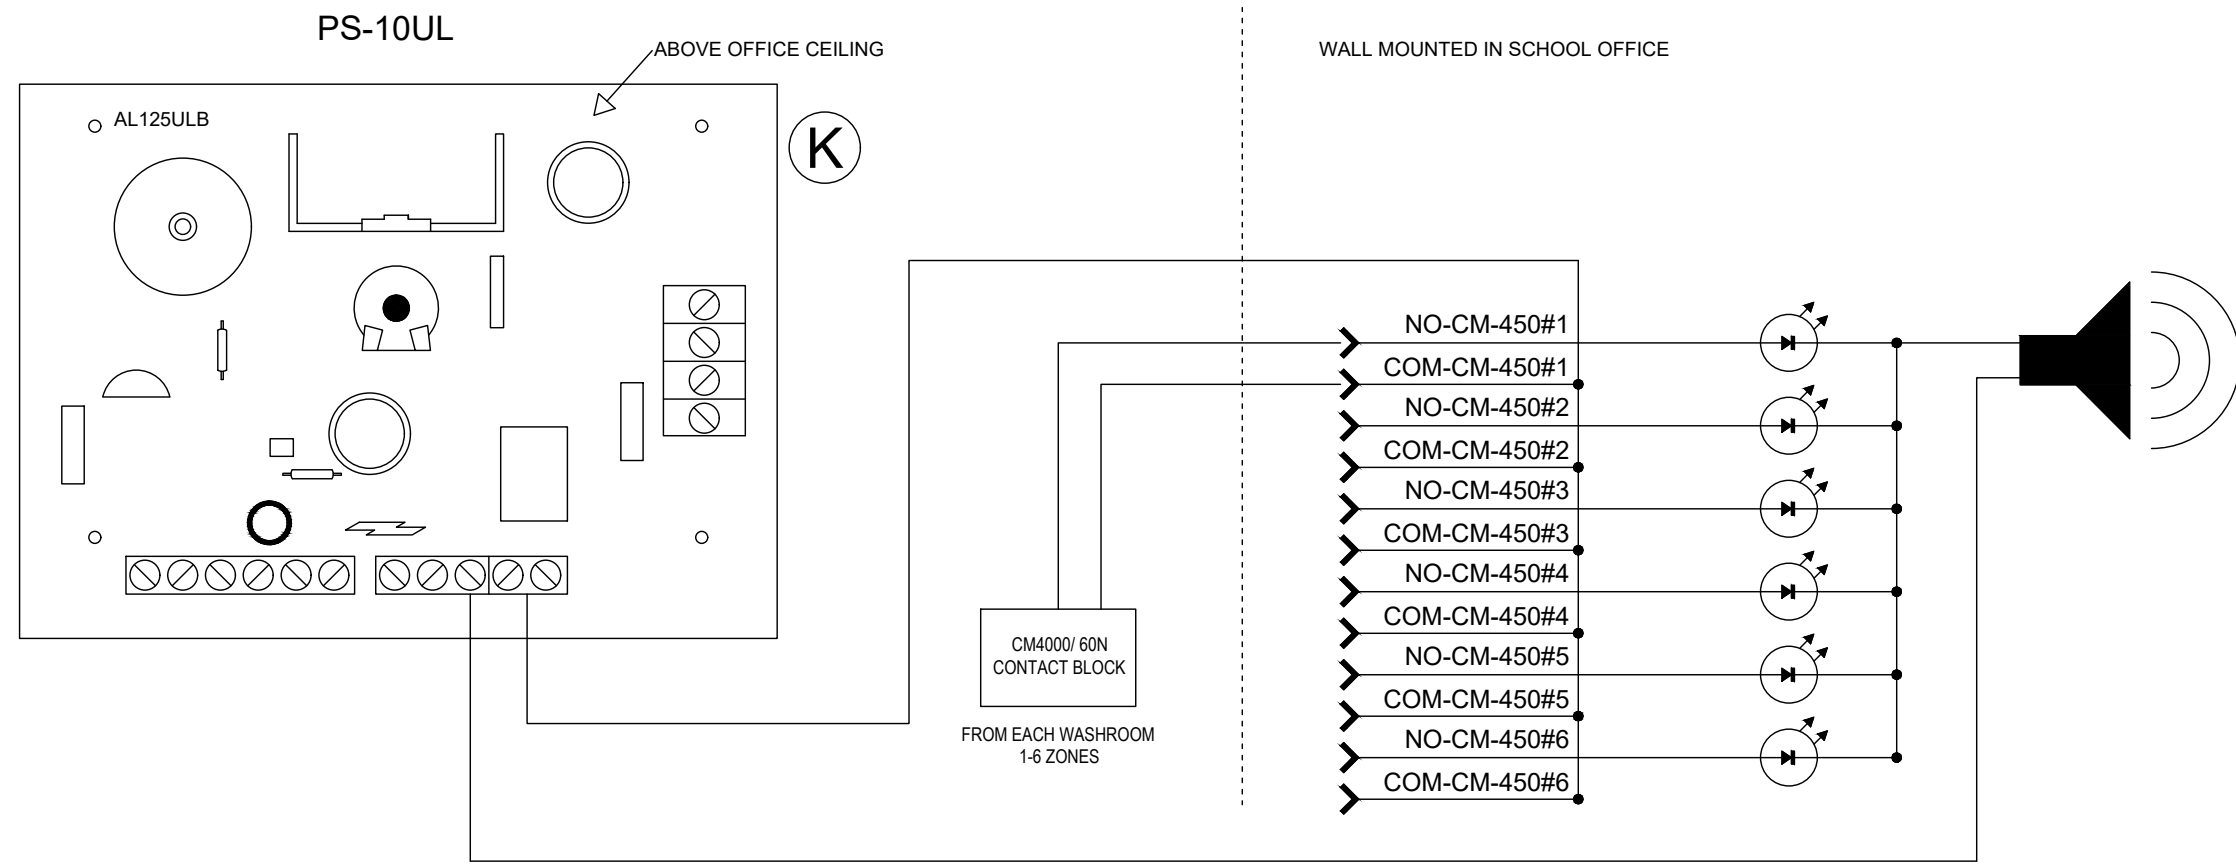 PS-10UL
ABOVE OFFICE CEILING
WALL MOUNTED IN SCHOOL OFFICE
AL125ULB
K
NO-CM-450#1
COM-CM-450#1
NO-CM-450#2
COM-CM-450#2
NO-CM-450#3
COM-CM-450#3
NO-CM-450#4
COM-CM-450#4
NO-CM-450#5
COM-CM-450#5
NO-CM-450#6
COM-CM-450#6
CM4000/ 60N
CONTACT BLOCK
FROM EACH WASHROOM
1-6 ZONES